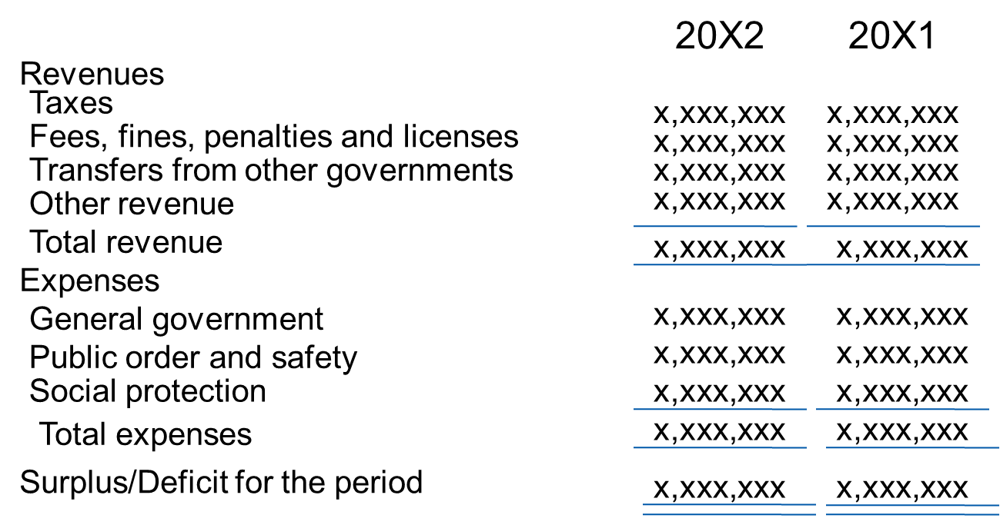 20X2 20X1
Revenues
Taxes x,xxx,xxx x,xxx,xxx
Fees, fines, penalties and licenses x,xxx,xxx x,xxx,xxx
Transfers from other governments x,xxx,xxx x,xxx,xxx
Other revenue x,xxx,xxx x,xxx,xxx
Total revenue x,xxx,xxx x,xxx,xxx
Expenses
General government x,xxx,xxx x,xxx,xxx
Public order and safety x,xxx,xxx x,xxx,xxx
Social protection x,xxx,xxx x,xxx,xxx
Total expenses x,xxx,xxx x,xxx,xxx
Surplus/Deficit for the period x,xxx,xxx x,xxx,xxx